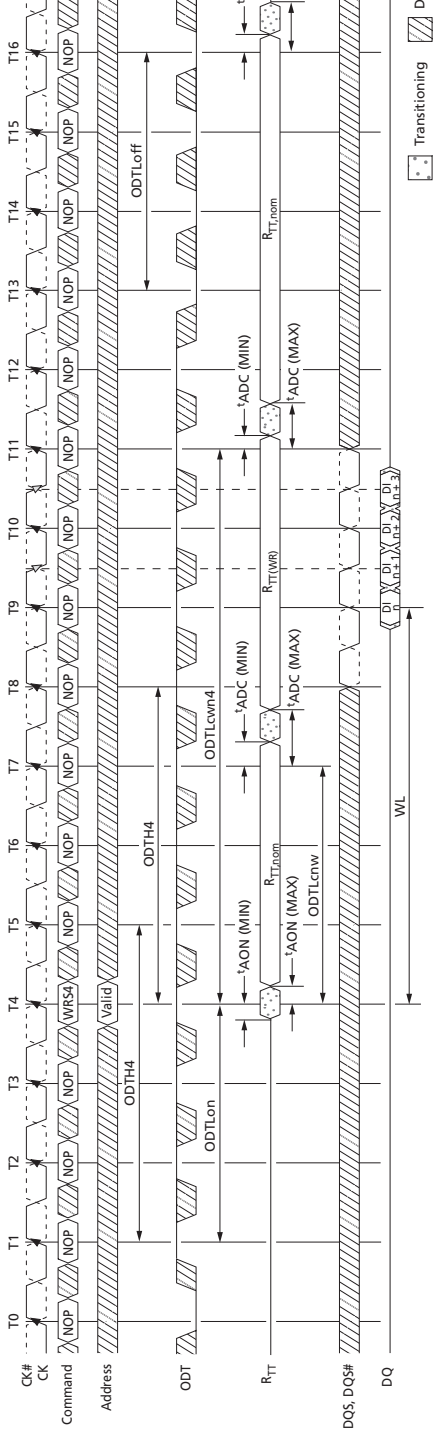 T0 T1 T2 T3 T4 T5 T6 T7 T8 T9 T10 T11 T12 T13 T14 T15 T16
CK#
CK
Command NOP NOP NOP NOP WRS4 NOP NOP NOP NOP NOP NOP NOP NOP NOP NOP NOP NOP
Address Valid
ODTH4 ODTH4 ODTLoff
ODT
ODTLon ODTLcwn4
tAON (MIN) tADC (MIN) tADC (MIN) t
RTT RTT,nom RTT(WR) RTT,nom
tAON (MAX) tADC (MAX) tADC (MAX)
ODTLcnw
DQS, DQS#
DQ DI n DI n + 1 DI n + 2 DI n + 3
WL
Transitioning D